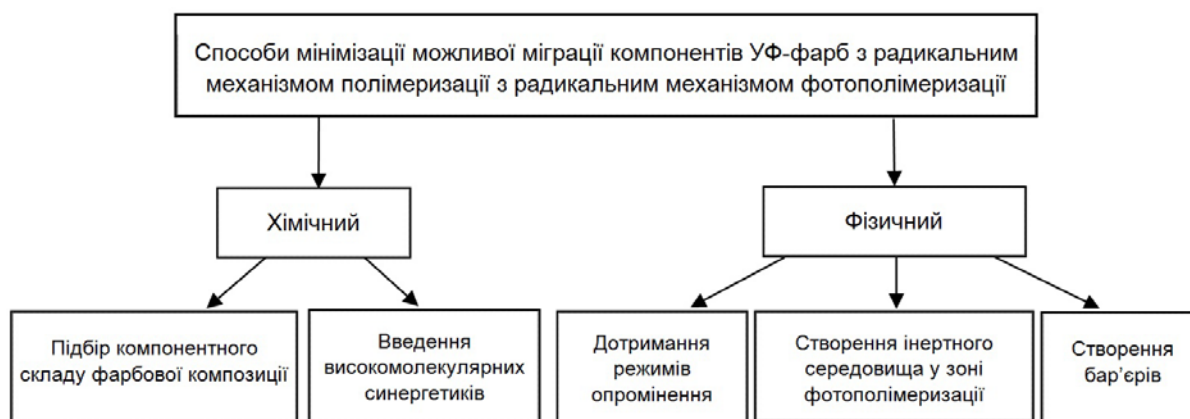 Способи мінімізації можливої міграції компонентів УФ-фарб з радикальним
механізмом полімеризації з радикальним механізмом фотополімеризації
Хімічний
Фізичний
Підбір компонентного
складу фарбової композиції
Введення
високомолекулярних
синергетиків
Дотримання
режимів
опромінення
Створення інертного
середовища у зоні
фотополімеризації
Створення
бар’єрів